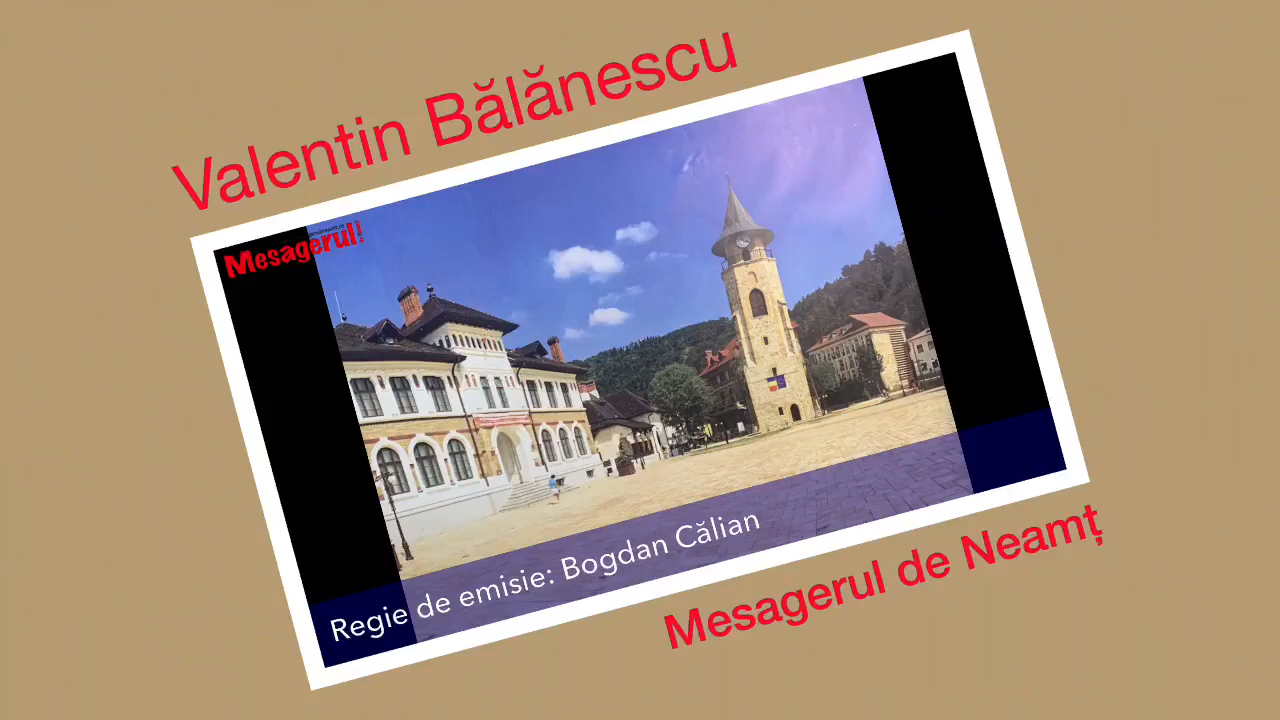 Valentin Bălănescu
Mesagerul
Regie de emisie: Bogdan Călian
Mesagerul de Neamț